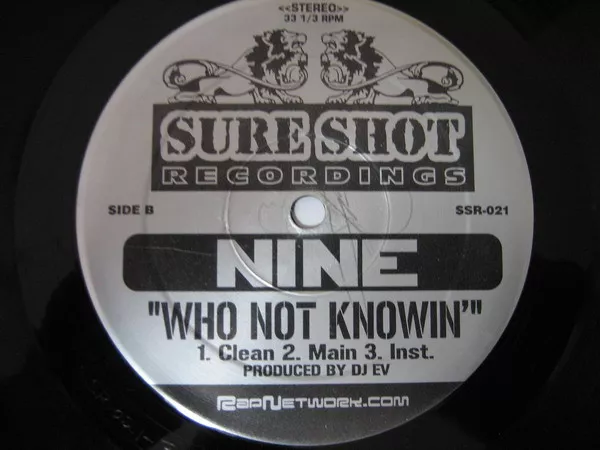 <<STEREO>>
33 1/3 RPM
SURE SHOT
RECORDINGS
SIDE B SSR-021
NINE
"WHO NOT KNOWIN'"
1. Clean 2. Main 3. Inst.
PRODUCED BY DJ EV
RAPNETWORK.COM